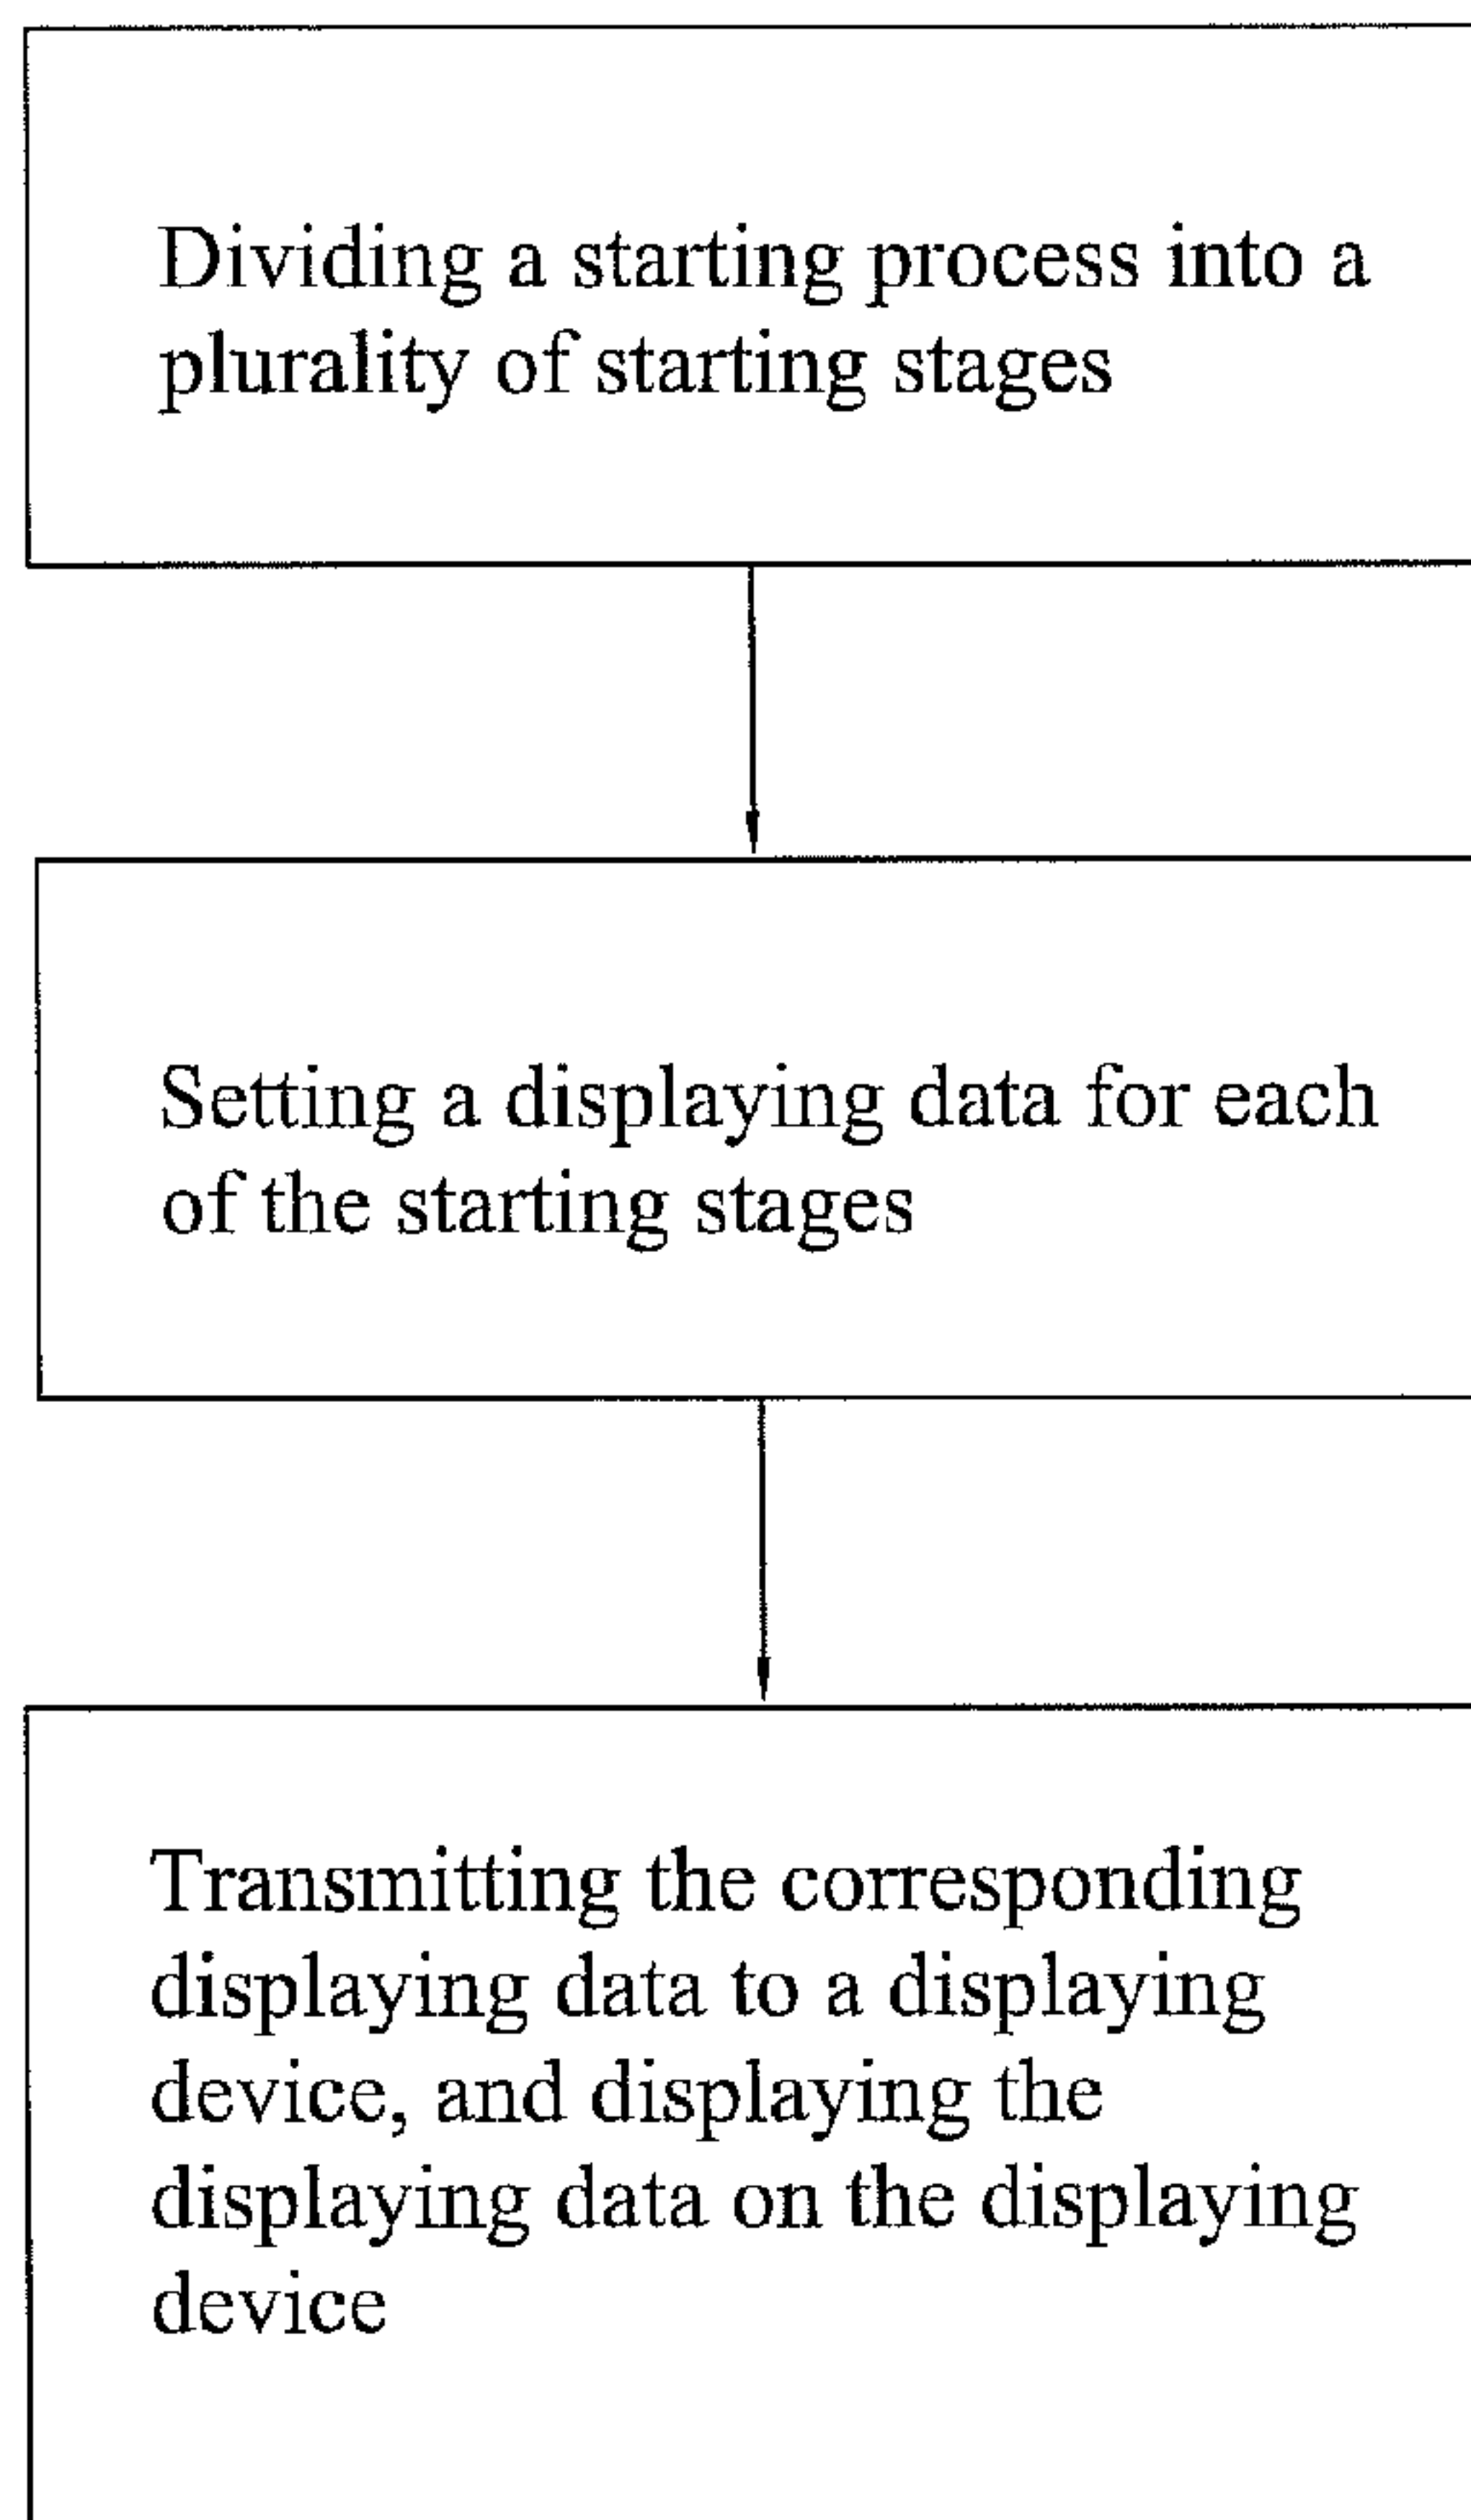 Dividing a starting process into a
plurality of starting stages
Setting a displaying data for each
of the starting stages
Transmitting the corresponding
displaying data to a displaying
device, and displaying the
displaying data on the displaying
device